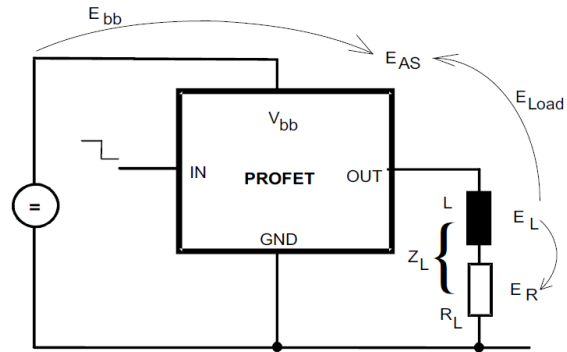 E bb
E AS
E Load
V bb
IN
PROFET
OUT
=
GND
L
E L
Z L
{
E R
R L